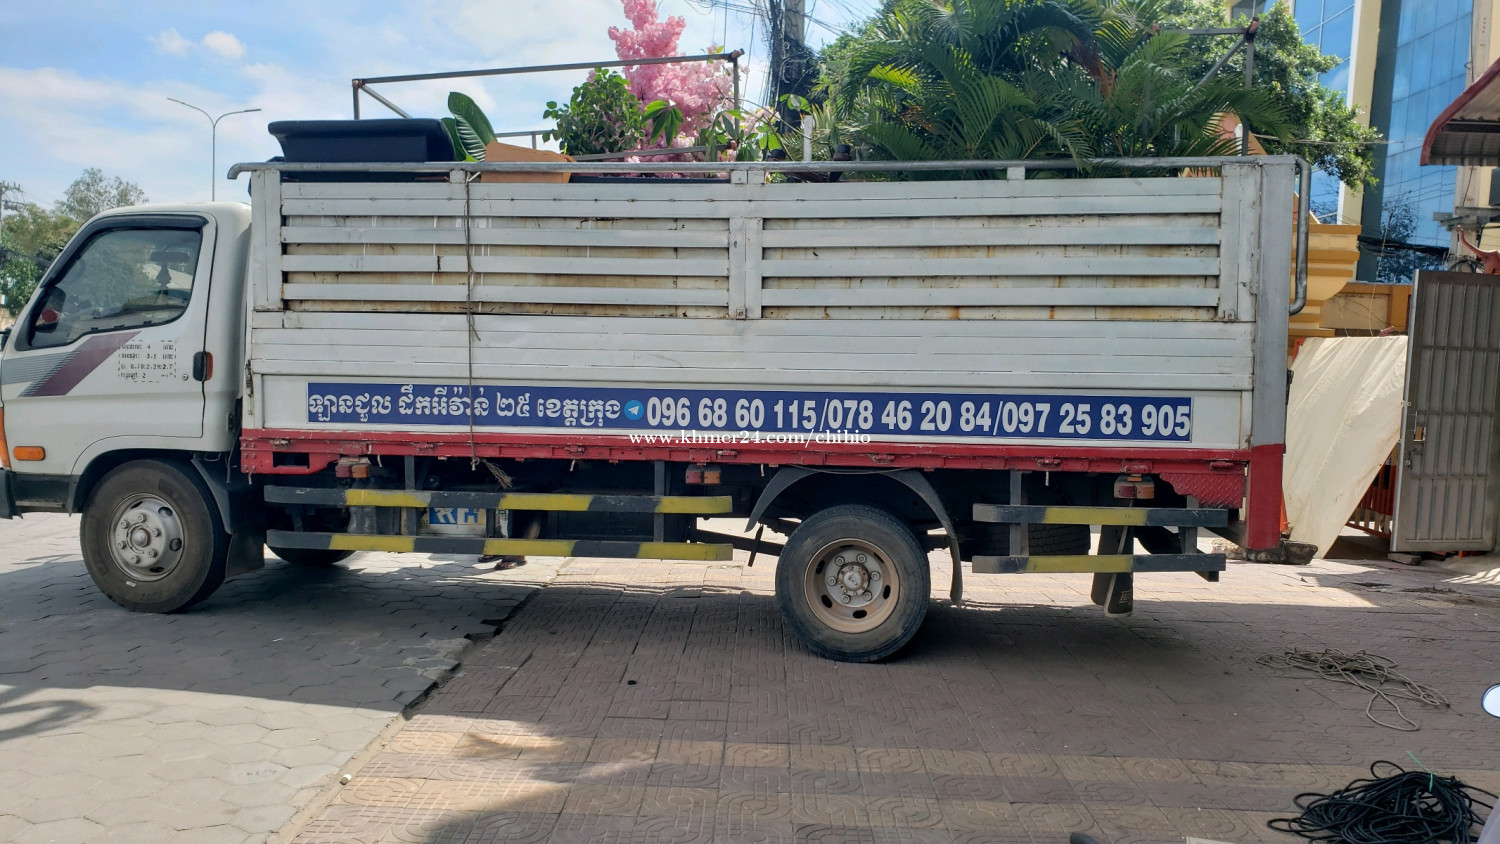 ឡានជួល ដឹកអីវ៉ាន់ ២៥ ខេត្តក្រុង 096 68 60 115/078 46 20 84/097 25 83 905
www.khmer24.com/chihio